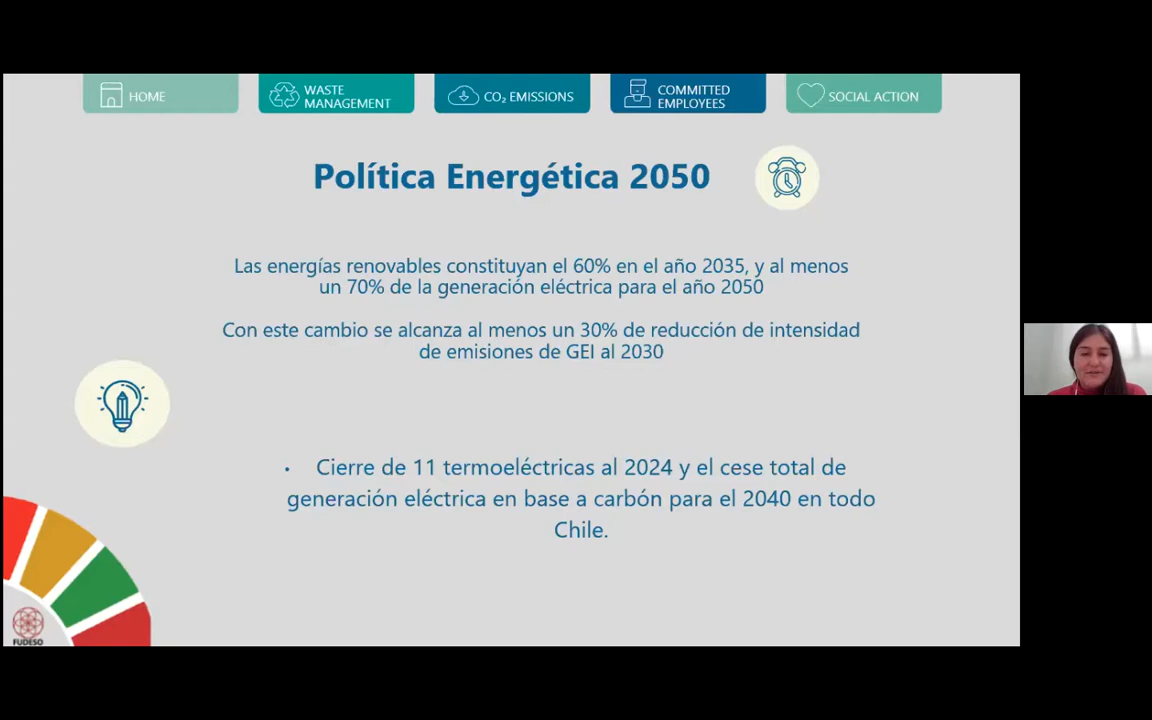 HOME
WASTE
MANAGEMENT
CO₂ EMISSIONS
COMMITTED
EMPLOYEES
SOCIAL ACTION
Política Energética 2050
Las energías renovables constituyan el 60% en el año 2035, y al menos
un 70% de la generación eléctrica para el año 2050
Con este cambio se alcanza al menos un 30% de reducción de intensidad
de emisiones de GEI al 2030
• Cierre de 11 termoeléctricas al 2024 y el cese total de
generación eléctrica en base a carbón para el 2040 en todo
Chile.
FUDESO